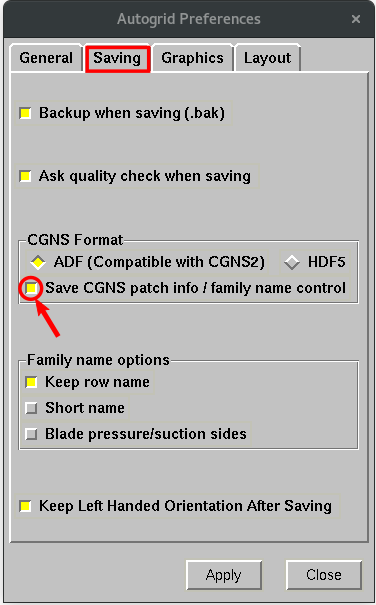 Autogrid Preferences ×
General Saving Graphics Layout
Backup when saving (.bak)
Ask quality check when saving
CGNS Format
ADF (Compatible with CGNS2) HDF5
Save CGNS patch info / family name control
Family name options
Keep row name
Short name
Blade pressure/suction sides
Keep Left Handed Orientation After Saving
Apply Close